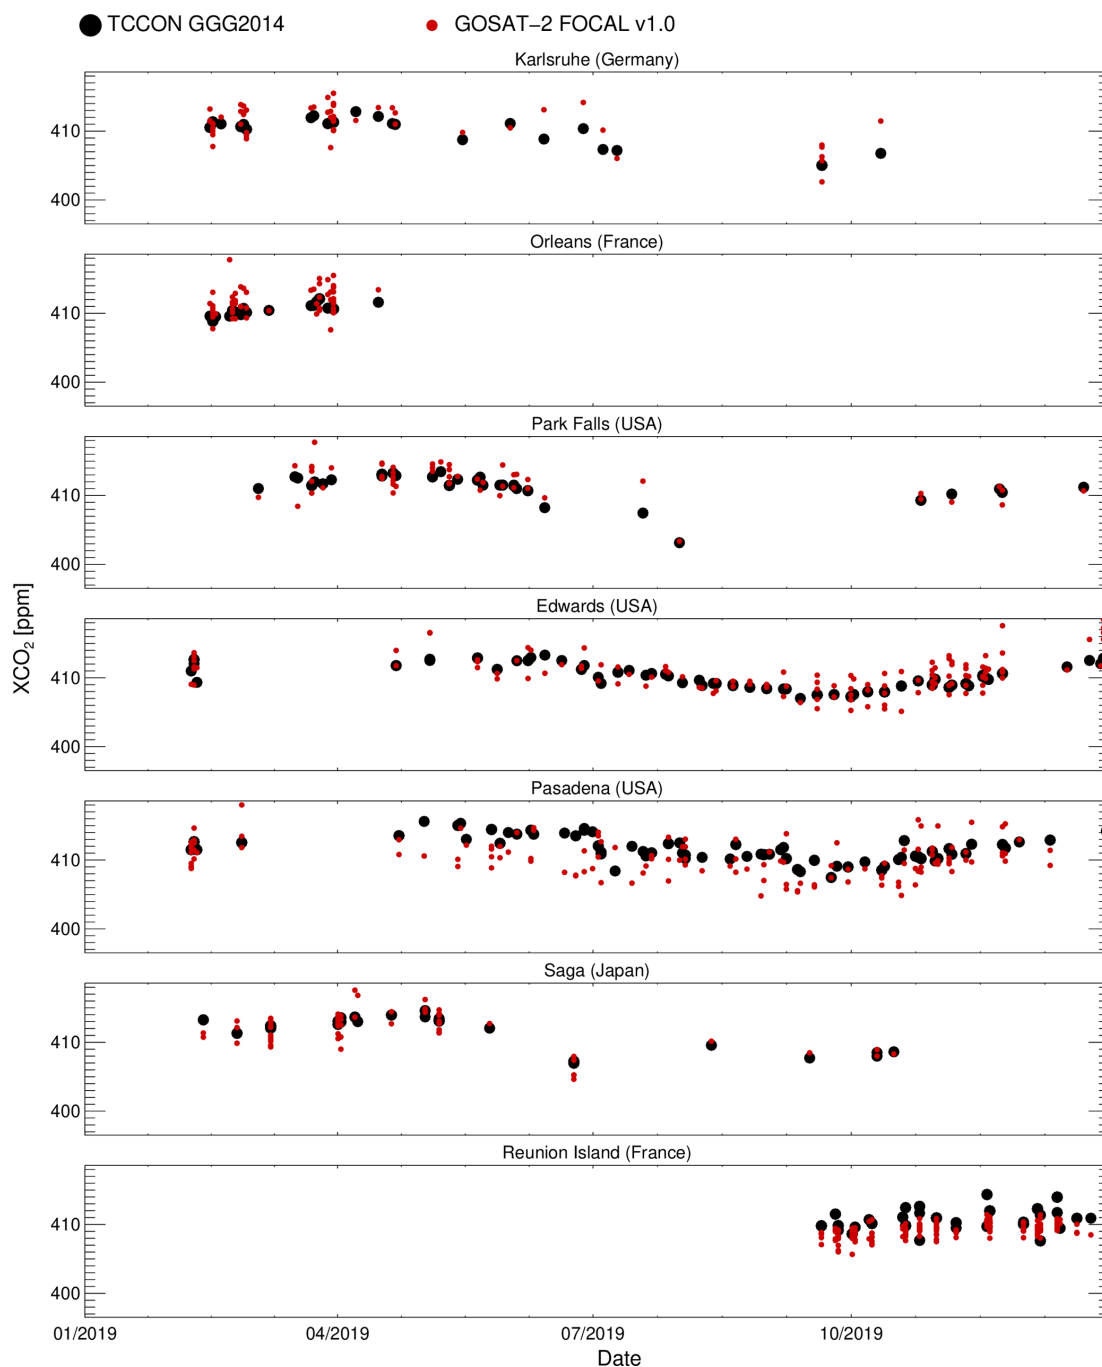 TCCON GGG2014 GOSAT−2 FOCAL v1.0
Karlsruhe (Germany)
410
400
Orleans (France)
410
400
Park Falls (USA)
410
400
Edwards (USA)
410
400
XCO₂ [ppm]
Pasadena (USA)
410
400
Saga (Japan)
410
400
Reunion Island (France)
410
400
01/2019 04/2019 07/2019 10/2019
Date